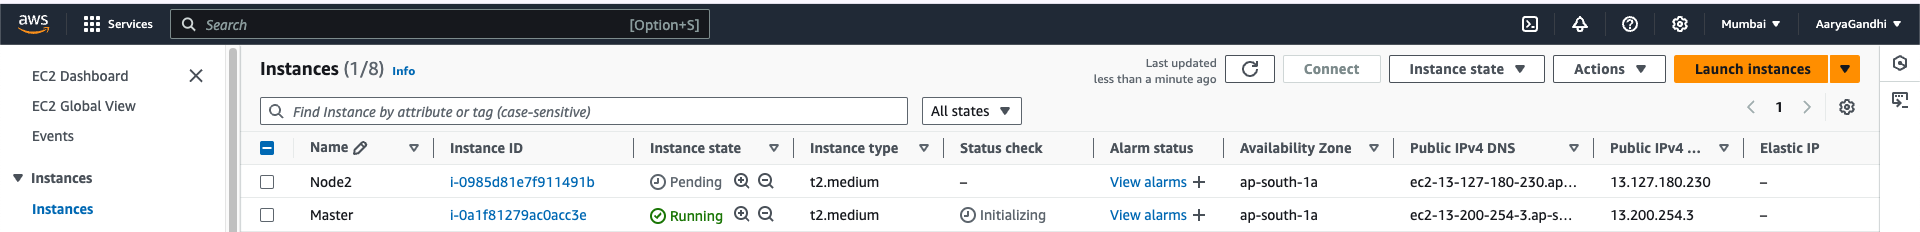 aws Services Search [Option+S] Mumbai AaryaGandhi
EC2 Dashboard
EC2 Global View
Events
Instances
Instances
Instances (1/8) Info
Last updated
less than a minute ago
Connect Instance state Actions Launch instances
Find Instance by attribute or tag (case-sensitive) All states 1
Name Instance ID Instance state Instance type Status check Alarm status Availability Zone Public IPv4 DNS Public IPv4 ... Elastic IP
Node2 i-0985d81e7f911491b Pending t2.medium – View alarms + ap-south-1a ec2-13-127-180-230.ap... 13.127.180.230 –
Master i-0a1f81279ac0acc3e Running t2.medium Initializing View alarms + ap-south-1a ec2-13-200-254-3.ap-s... 13.200.254.3 –